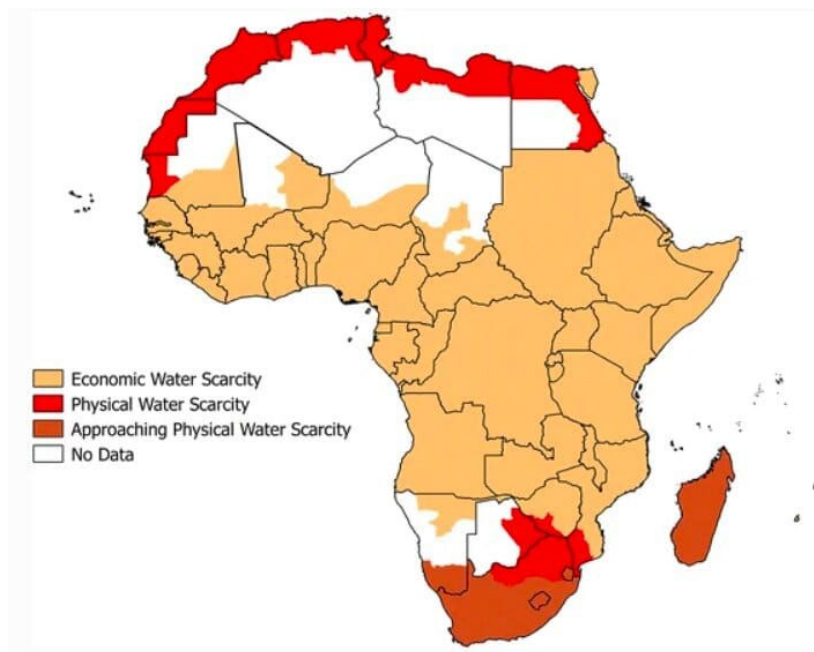 Economic Water Scarcity
Physical Water Scarcity
Approaching Physical Water Scarcity
No Data